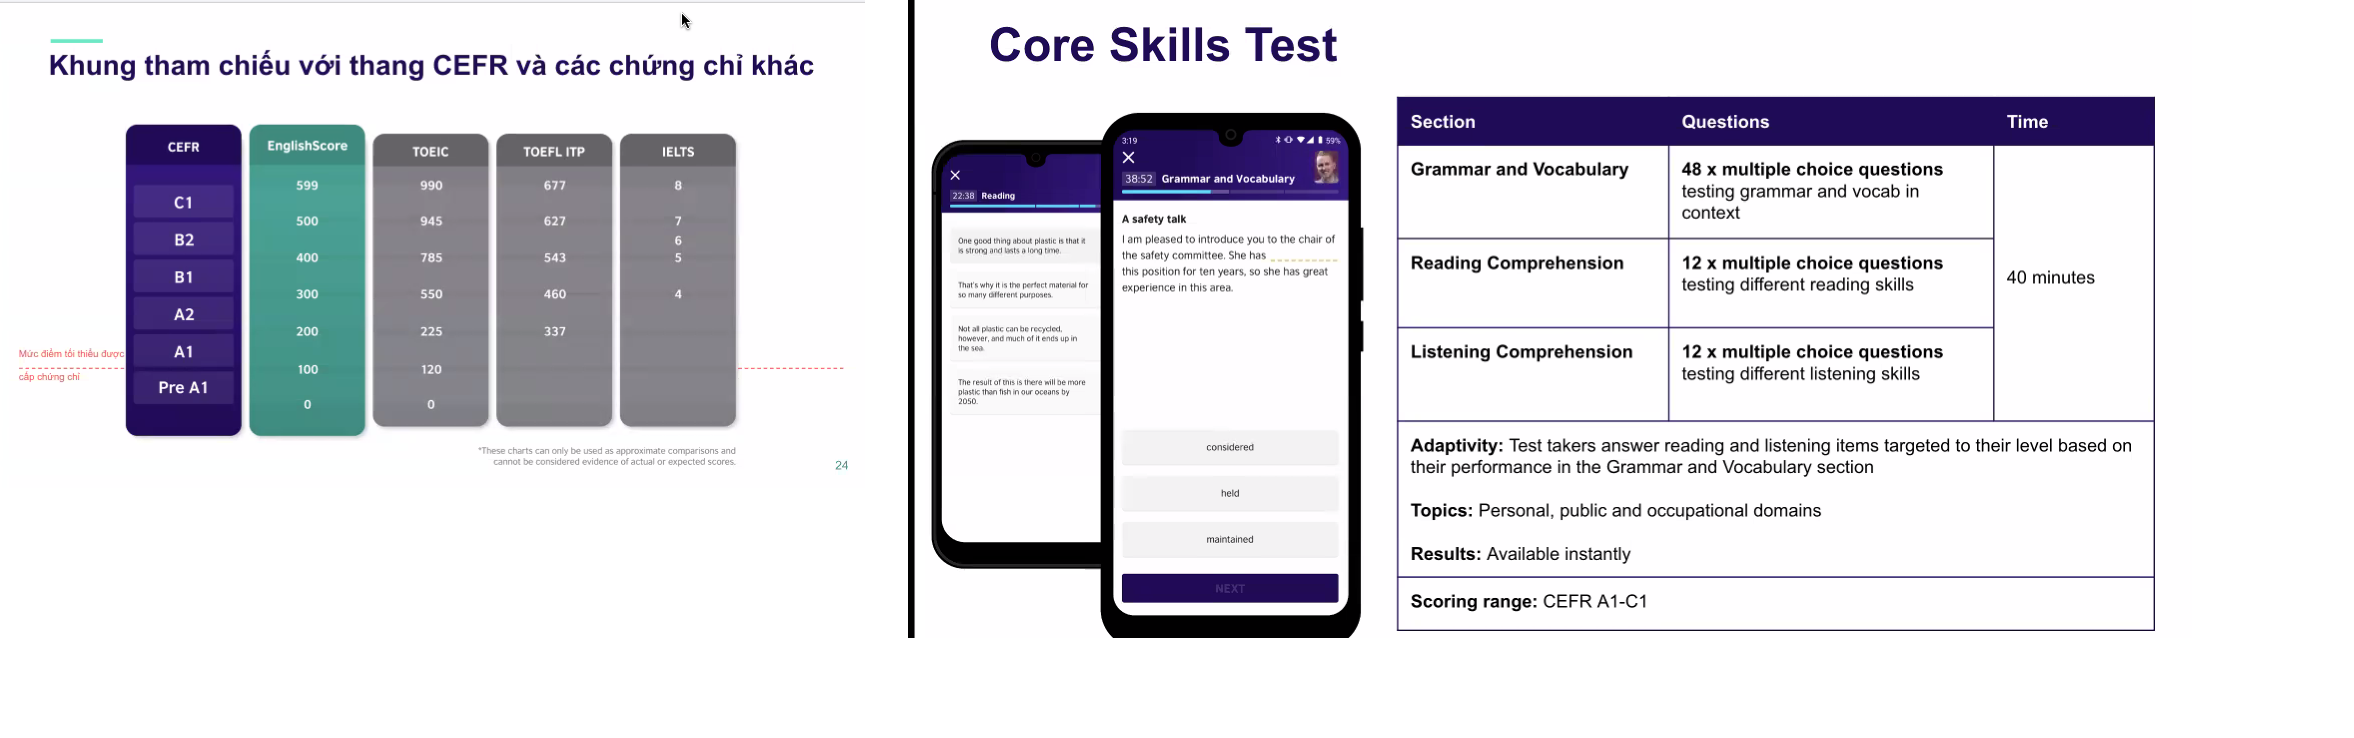 Khung tham chiếu với thang CEFR và các chứng chỉ khác
CEFR EnglishScore TOEIC TOEFL ITP IELTS
599 990 677 8
C1
500 945 627 7
B2 6
400 785 543 5
B1
300 550 460 4
A2
200 225 337
Mức điểm tối thiểu được
A1
100 120
cấp chứng chỉ
Pre A1
0 0
*These charts can only be used as approximate comparisons and
cannot be considered evidence of actual or expected scores.
24
Core Skills Test
22:38 Reading
One good thing about plastic is that it
is strong and lasts a long time.
That's why it is the perfect material for
so many different purposes.
Not all plastic can be recycled,
however, and much of it ends up in
the sea.
The result of this is there will be more
plastic than fish in our oceans by
2050.
3:19 59%
38:52 Grammar and Vocabulary
A safety talk
I am pleased to introduce you to the chair of
the safety committee. She has
this position for ten years, so she has great
experience in this area.
considered
held
maintained
NEXT
Section Questions Time
Grammar and Vocabulary 48 x multiple choice questions
testing grammar and vocab in
context
Reading Comprehension 12 x multiple choice questions
testing different reading skills
40 minutes
Listening Comprehension 12 x multiple choice questions
testing different listening skills
Adaptivity: Test takers answer reading and listening items targeted to their level based on
their performance in the Grammar and Vocabulary section
Topics: Personal, public and occupational domains
Results: Available instantly
Scoring range: CEFR A1-C1